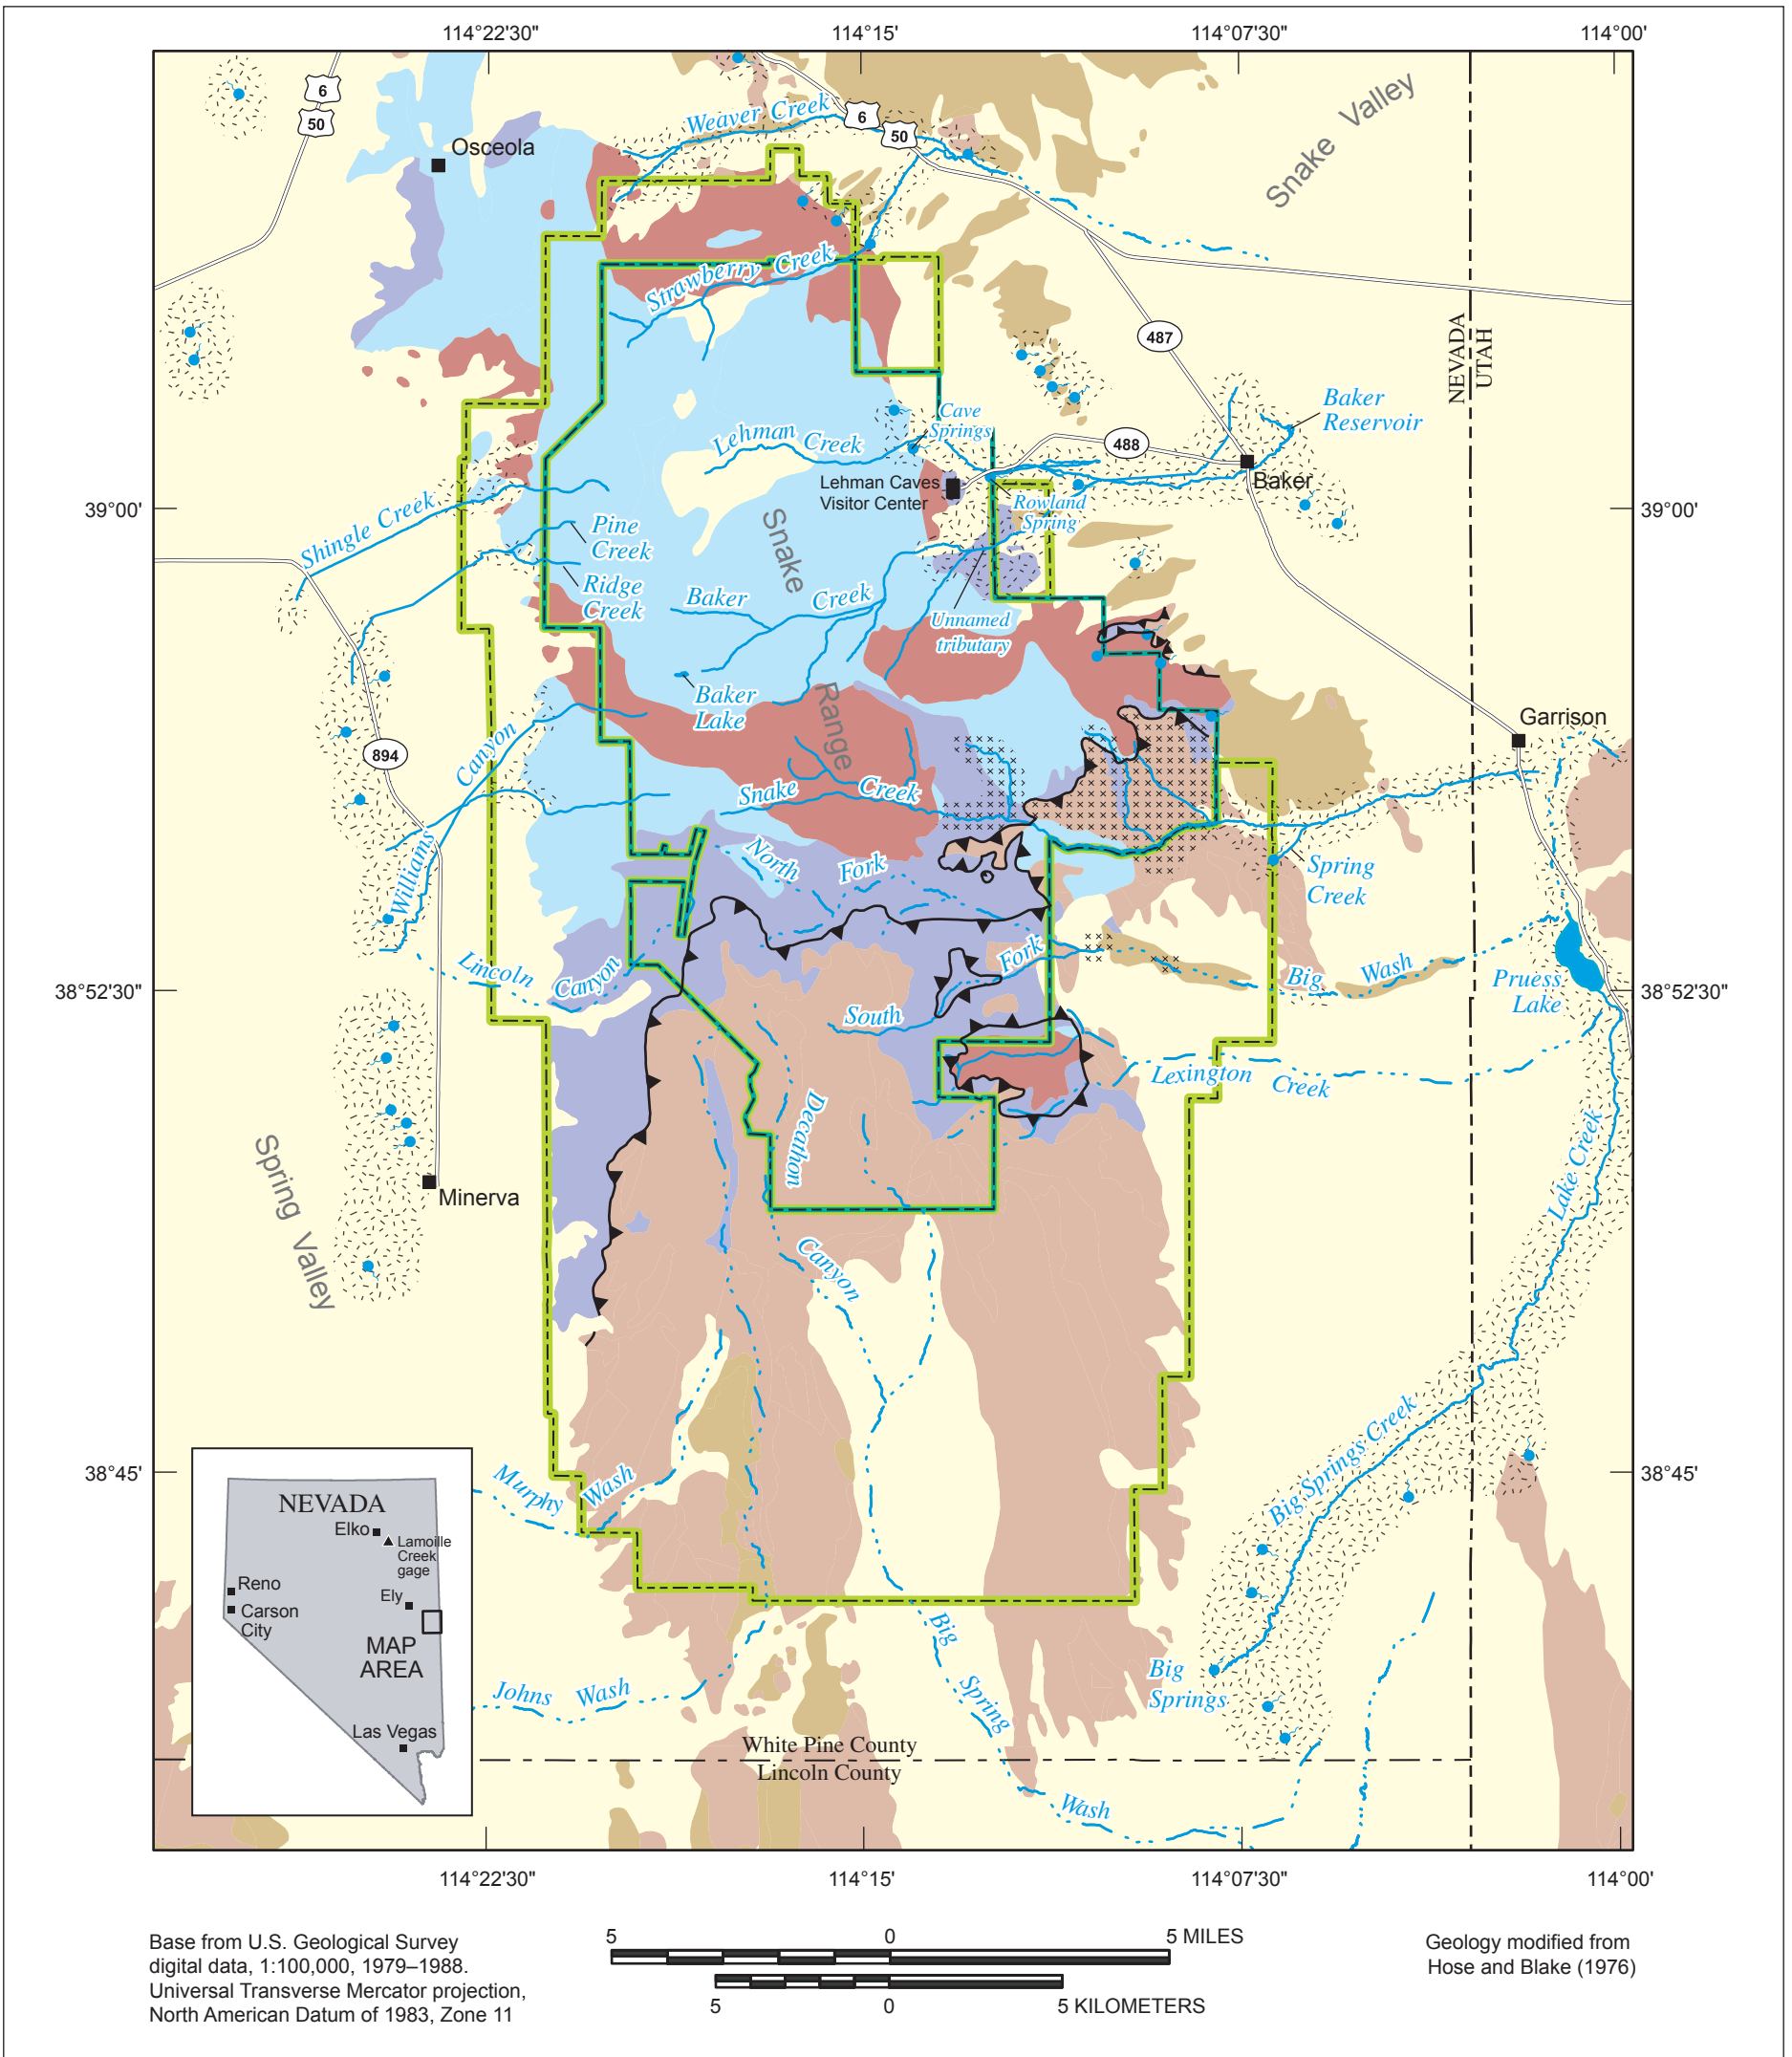 114°22'30"
114°15'
114°07'30"
114°00'
6
50
Osceola
Weaver Creek
6
50
Snake Valley
Strawberry Creek
487
NEVADA
UTAH
Baker
Reservoir
Cave
Springs
Lehman Creek
488
Lehman Caves
Visitor Center
Baker
39°00'
39°00'
Rowland
Spring
Shingle Creek
Pine
Creek
Snake
Ridge
Creek
Baker Creek
Unnamed
tributary
Baker
Lake
Range
Garrison
894
Canyon
Williams
Snake Creek
North Fork
Spring
Creek
Lincoln Canyon
Fork
South
Big Wash
Pruess
Lake
38°52'30"
38°52'30"
Lexington Creek
Decathon
Canyon
Lake Creek
Spring Valley
Minerva
Big Springs Creek
38°45'
38°45'
Murphy Wash
NEVADA
Elko
Lamoille
Creek
gage
Reno
Ely
Carson
City
MAP
AREA
Las Vegas
Johns Wash
Big
Spring
Wash
Big
Springs
White Pine County
Lincoln County
114°22'30"
114°15'
114°07'30"
114°00'
Base from U.S. Geological Survey
digital data, 1:100,000, 1979–1988.
Universal Transverse Mercator projection,
North American Datum of 1983, Zone 11
5 0 5 MILES
5 0 5 KILOMETERS
Geology modified from
Hose and Blake (1976)